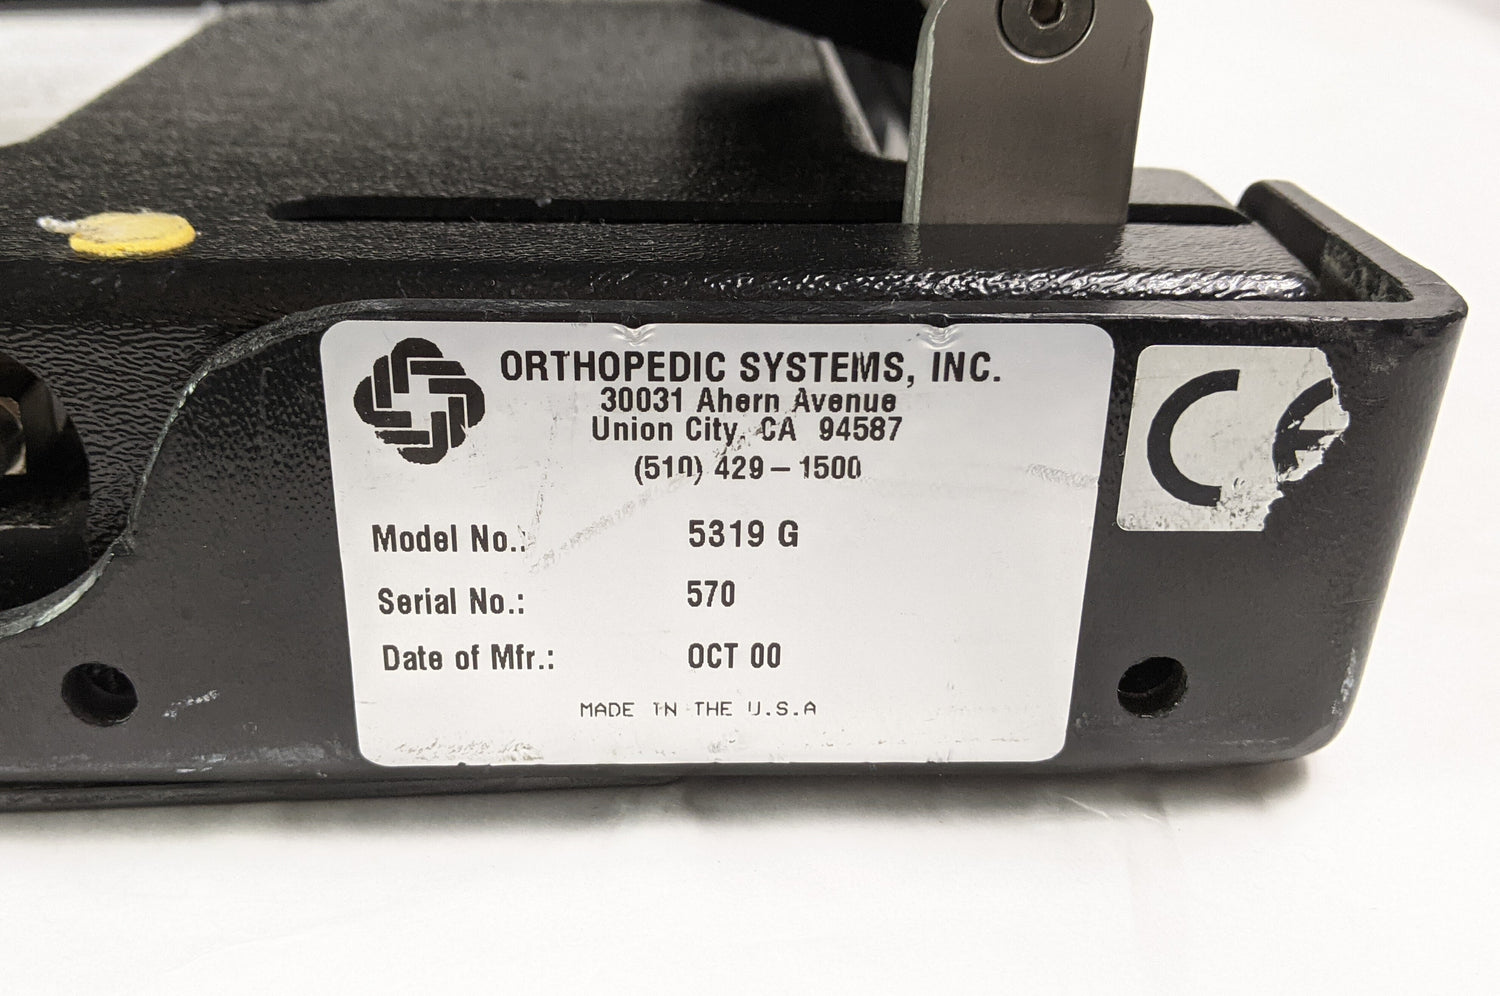 ORTHOPEDIC SYSTEMS, INC.
30031 Ahern Avenue
Union City, CA 94587
(510) 429-1500
Model No.: 5319 G
Serial No.: 570
Date of Mfr.: OCT 00
MADE IN THE U.S.A
CE